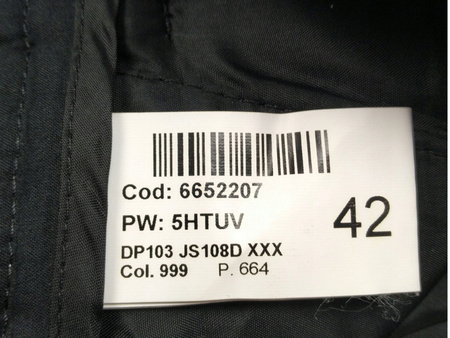 Cod: 6652207
PW: 5HTUV
42
DP103 JS108D XXX
Col. 999 P. 664